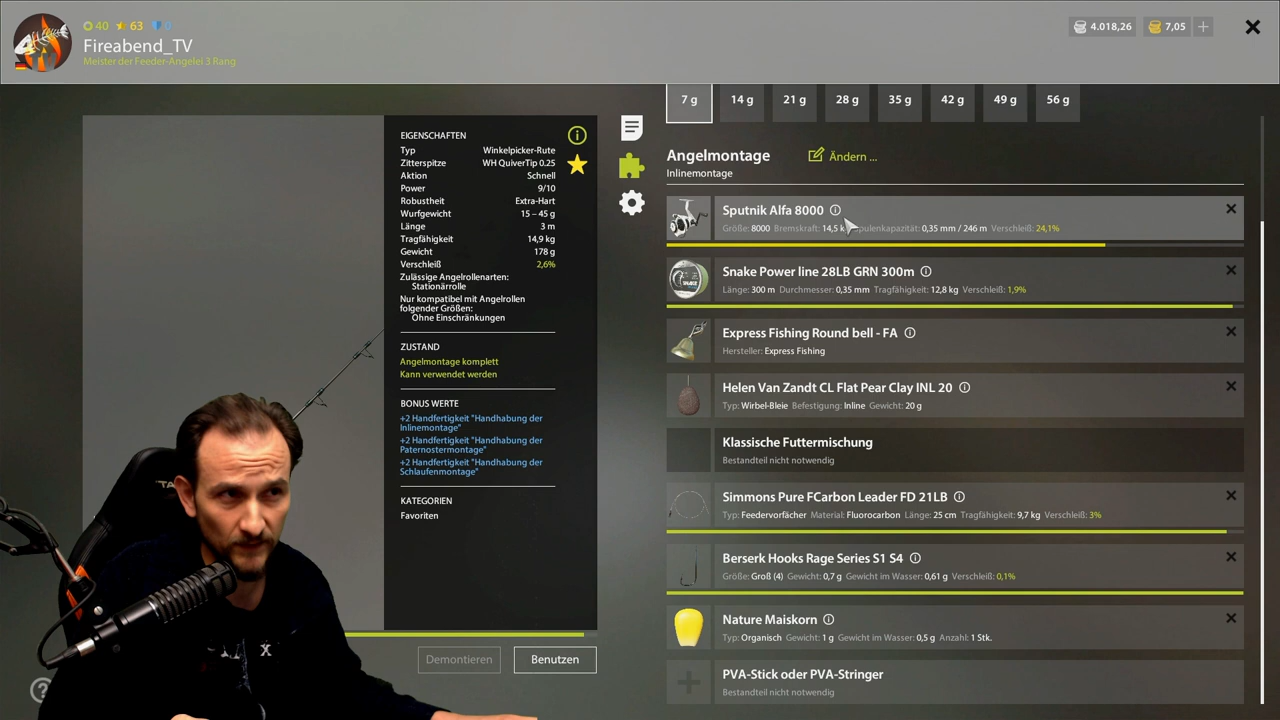 40 63 0
Fireabend_TV
Meister der Feeder-Angelei 3 Rang
4.018,26 7,05
7 g 14 g 21 g 28 g 35 g 42 g 49 g 56 g
EIGENSCHAFTEN
Typ Winkelpicker-Rute
Zitterspitze WH QuiverTip 0.25
Aktion Schnell
Power 9/10
Robustheit Extra-Hart
Wurfgewicht 15 – 45 g
Länge 3 m
Tragfähigkeit 14,9 kg
Gewicht 178 g
Verschleiß 2,6%
Zulässige Angelrollenarten:
Stationärrolle
Nur kompatibel mit Angelrollen
folgender Größen:
Ohne Einschränkungen
ZUSTAND
Angelmontage komplett
Kann verwendet werden
BONUS WERTE
+2 Handfertigkeit "Handhabung der
Inlinemontage"
+2 Handfertigkeit "Handhabung der
Paternostermontage"
+2 Handfertigkeit "Handhabung der
Schlaufenmontage"
KATEGORIEN
Favoriten
Demontieren Benutzen
Angelmontage Ändern ...
Inlinemontage
Sputnik Alfa 8000
Größe: 8000 Bremskraft: 14,5 0,35 mm / 246 m Verschleiß: 24,1%
Snake Power line 28LB GRN 300m
Länge: 300 m Durchmesser: 0,35 mm Tragfähigkeit: 12,8 kg Verschleiß: 1,9%
Express Fishing Round bell - FA
Hersteller: Express Fishing
Helen Van Zandt CL Flat Pear Clay INL 20
Typ: Wirbel-Bleie Befestigung: Inline Gewicht: 20 g
Klassische Futtermischung
Bestandteil nicht notwendig
Simmons Pure FCarbon Leader FD 21LB
Typ: Feedervorfächer Material: Fluorocarbon Länge: 25 cm Tragfähigkeit: 9,7 kg Verschleiß: 3%
Berserk Hooks Rage Series S1 S4
Größe: Groß (4) Gewicht: 0,7 g Gewicht im Wasser: 0,61 g Verschleiß: 0,1%
Nature Maiskorn
Typ: Organisch Gewicht: 1 g Gewicht im Wasser: 0,5 g Anzahl: 1 Stk.
PVA-Stick oder PVA-Stringer
Bestandteil nicht notwendig